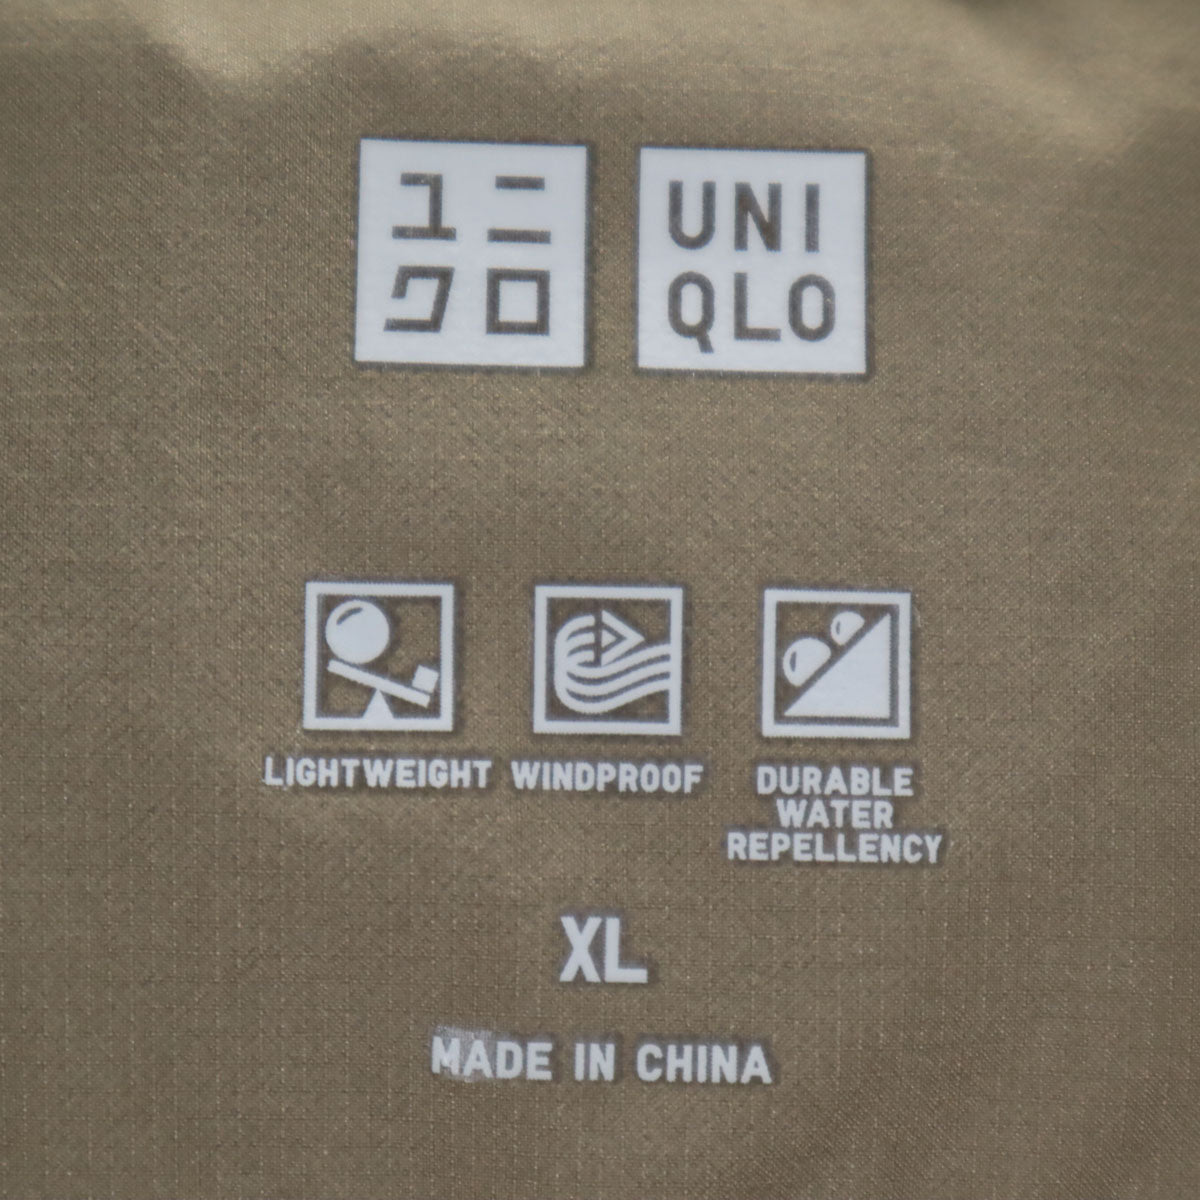 ユニ
クロ
UNI
QLO
LIGHTWEIGHT
WINDPROOF
DURABLE
WATER
REPELLENCY
XL
MADE IN CHINA